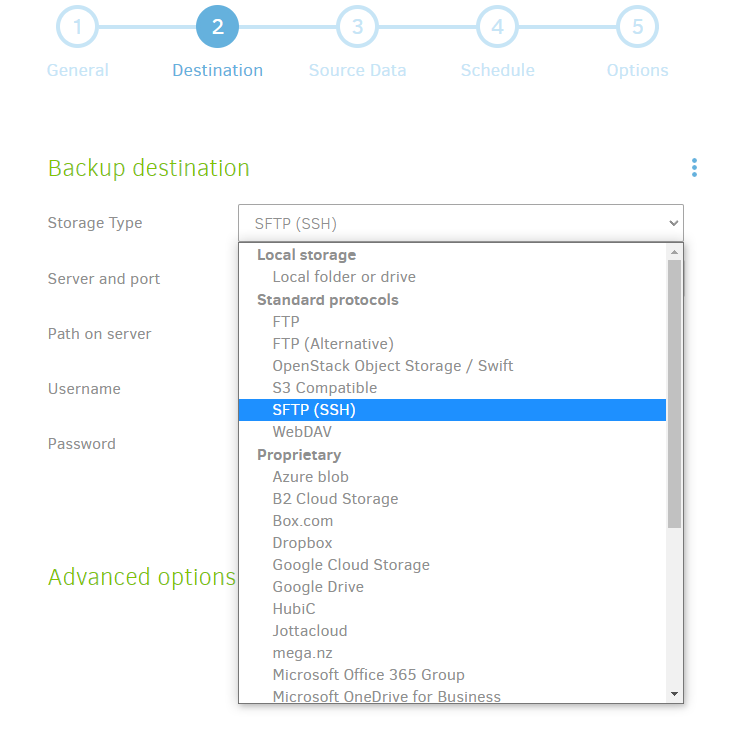 1 2 3 4 5
General Destination Source Data Schedule Options
Backup destination
Storage Type SFTP (SSH)
Local storage
Local folder or drive
Server and port
Standard protocols
FTP
Path on server
FTP (Alternative)
OpenStack Object Storage / Swift
Username
S3 Compatible
SFTP (SSH)
WebDAV
Password
Proprietary
Azure blob
B2 Cloud Storage
Box.com
Dropbox
Google Cloud Storage
Advanced options
Google Drive
HubiC
Jottacloud
mega.nz
Microsoft Office 365 Group
Microsoft OneDrive for Business